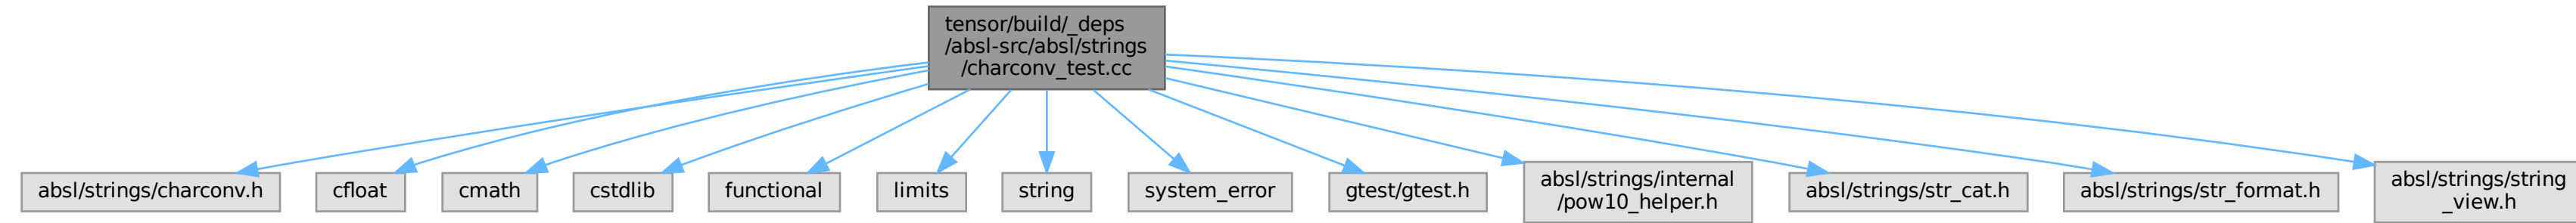 tensor/build/_deps
/absl-src/absl/strings
/charconv_test.cc
absl/strings/charconv.h
cfloat
cmath
cstdlib
functional
limits
string
system_error
gtest/gtest.h
absl/strings/internal
/pow10_helper.h
absl/strings/str_cat.h
absl/strings/str_format.h
absl/strings/string
_view.h